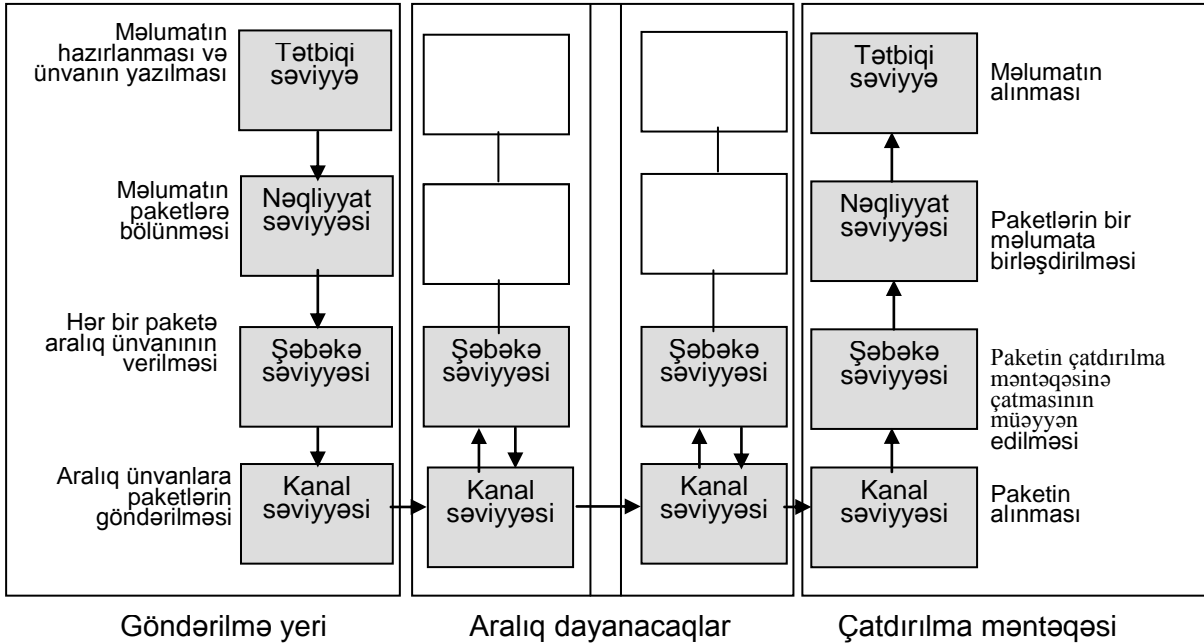 Məlumatın
hazırlanması və
ünvanın yazılması
Tətbiqi
səviyyə
Məlumatın
paketlərə
bölünməsi
Nəqliyyat
səviyyəsi
Hər bir paketə
aralıq ünvanının
verilməsi
Şəbəkə
səviyyəsi
Aralıq ünvanlara
paketlərin
göndərilməsi
Kanal
səviyyəsi
Şəbəkə
səviyyəsi
Kanal
səviyyəsi
Şəbəkə
səviyyəsi
Kanal
səviyyəsi
Tətbiqi
səviyyə
Məlumatın
alınması
Nəqliyyat
səviyyəsi
Paketlərin bir
məlumata
birləşdirilməsi
Şəbəkə
səviyyəsi
Paketin çatdırılma
məntəqəsinə
çatmasının
müəyyən
edilməsi
Kanal
səviyyəsi
Paketin
alınması
Göndərilmə yeri
Aralıq dayanacaqlar
Çatdırılma məntəqəsi